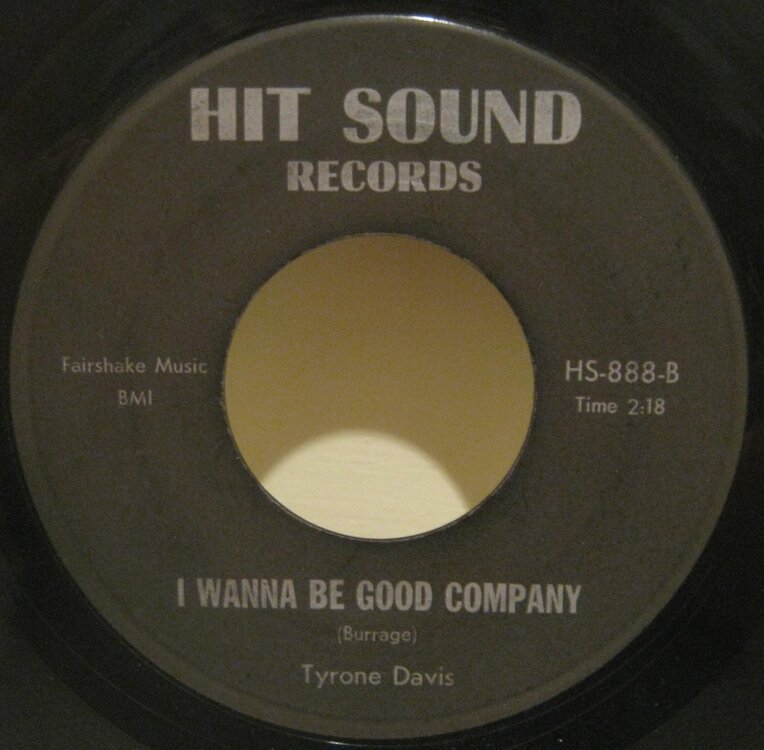 HIT SOUND
RECORDS
Fairshake Music
BMI
HS-888-B
Time 2:18
I WANNA BE GOOD COMPANY
(Burrage)
Tyrone Davis